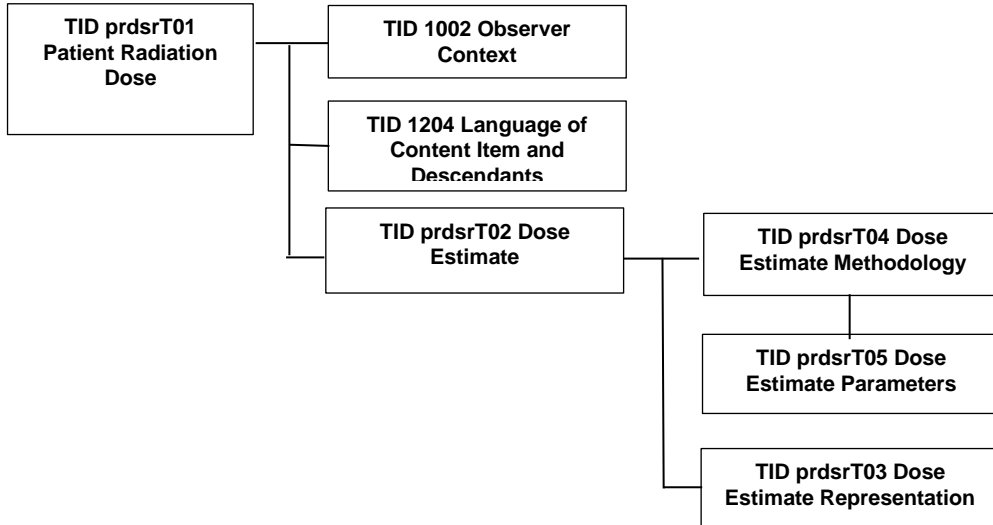 TID prdsrT01
Patient Radiation
Dose
TID 1002 Observer
Context
TID 1204 Language of
Content Item and
Descendants
TID prdsrT02 Dose
Estimate
TID prdsrT04 Dose
Estimate Methodology
TID prdsrT05 Dose
Estimate Parameters
TID prdsrT03 Dose
Estimate Representation